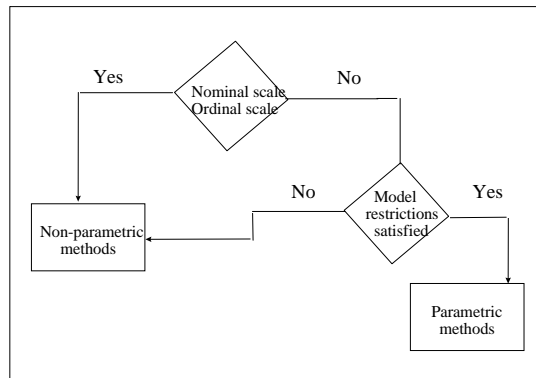 Yes
No
Nominal scale
Ordinal scale
No
Model
restrictions
satisfied
Yes
Non-parametric
methods
Parametric
methods